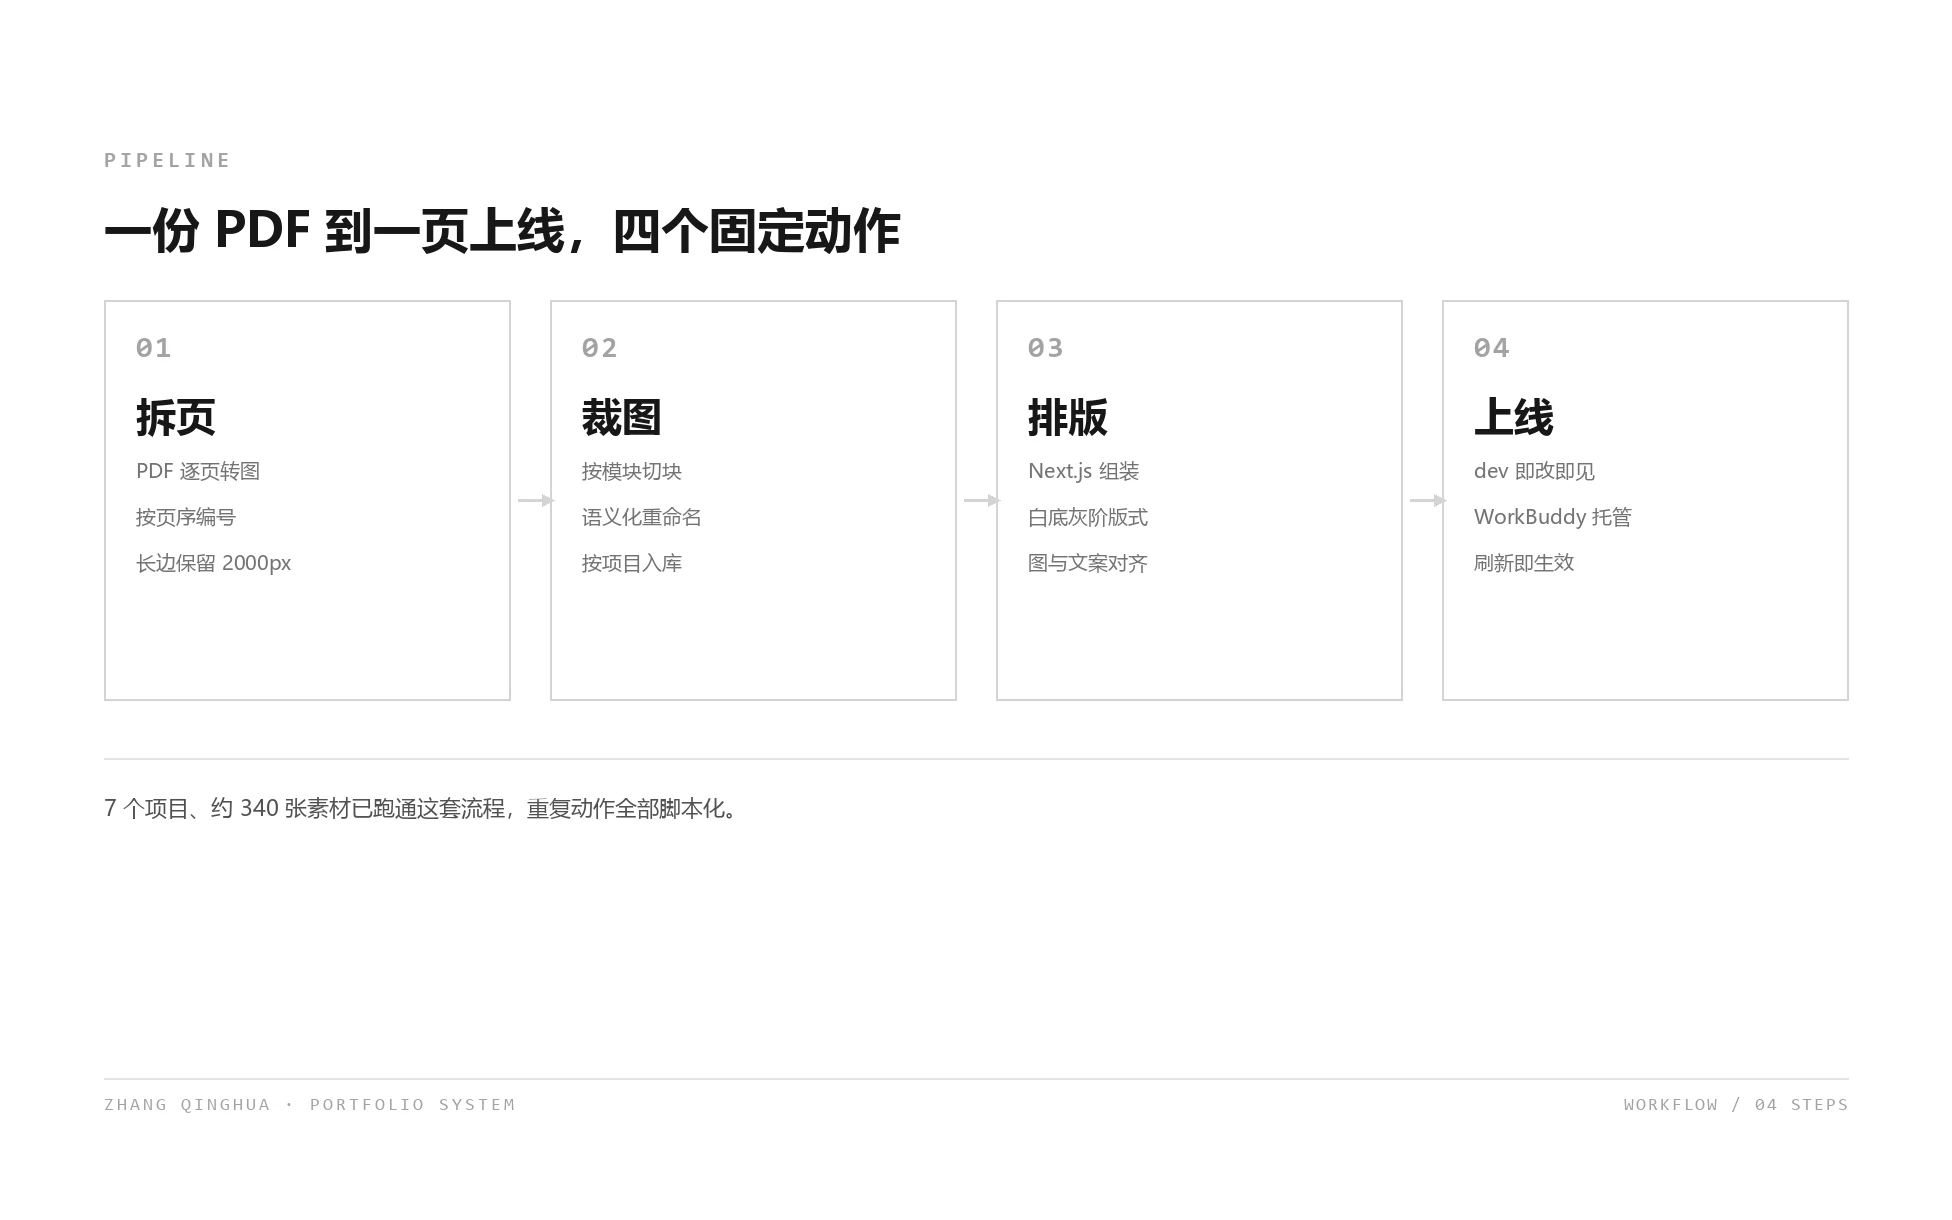 PIPELINE
一份 PDF 到一页上线，四个固定动作
01
拆页
PDF 逐页转图
按页序编号
长边保留 2000px
02
裁图
按模块切块
语义化重命名
按项目入库
03
排版
Next.js 组装
白底灰阶版式
图与文案对齐
04
上线
dev 即改即见
WorkBuddy 托管
刷新即生效
7 个项目、约 340 张素材已跑通这套流程，重复动作全部脚本化。
ZHANG QINGHUA · PORTFOLIO SYSTEM
WORKFLOW / 04 STEPS